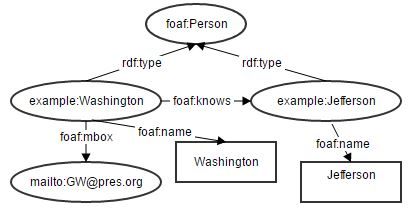 foaf:Person
rdf:type
rdf:type
example:Washington
foaf:knows
example:Jefferson
foaf:mbox
foaf:name
foaf:name
Washington
Jefferson
mailto:GW@pres.org